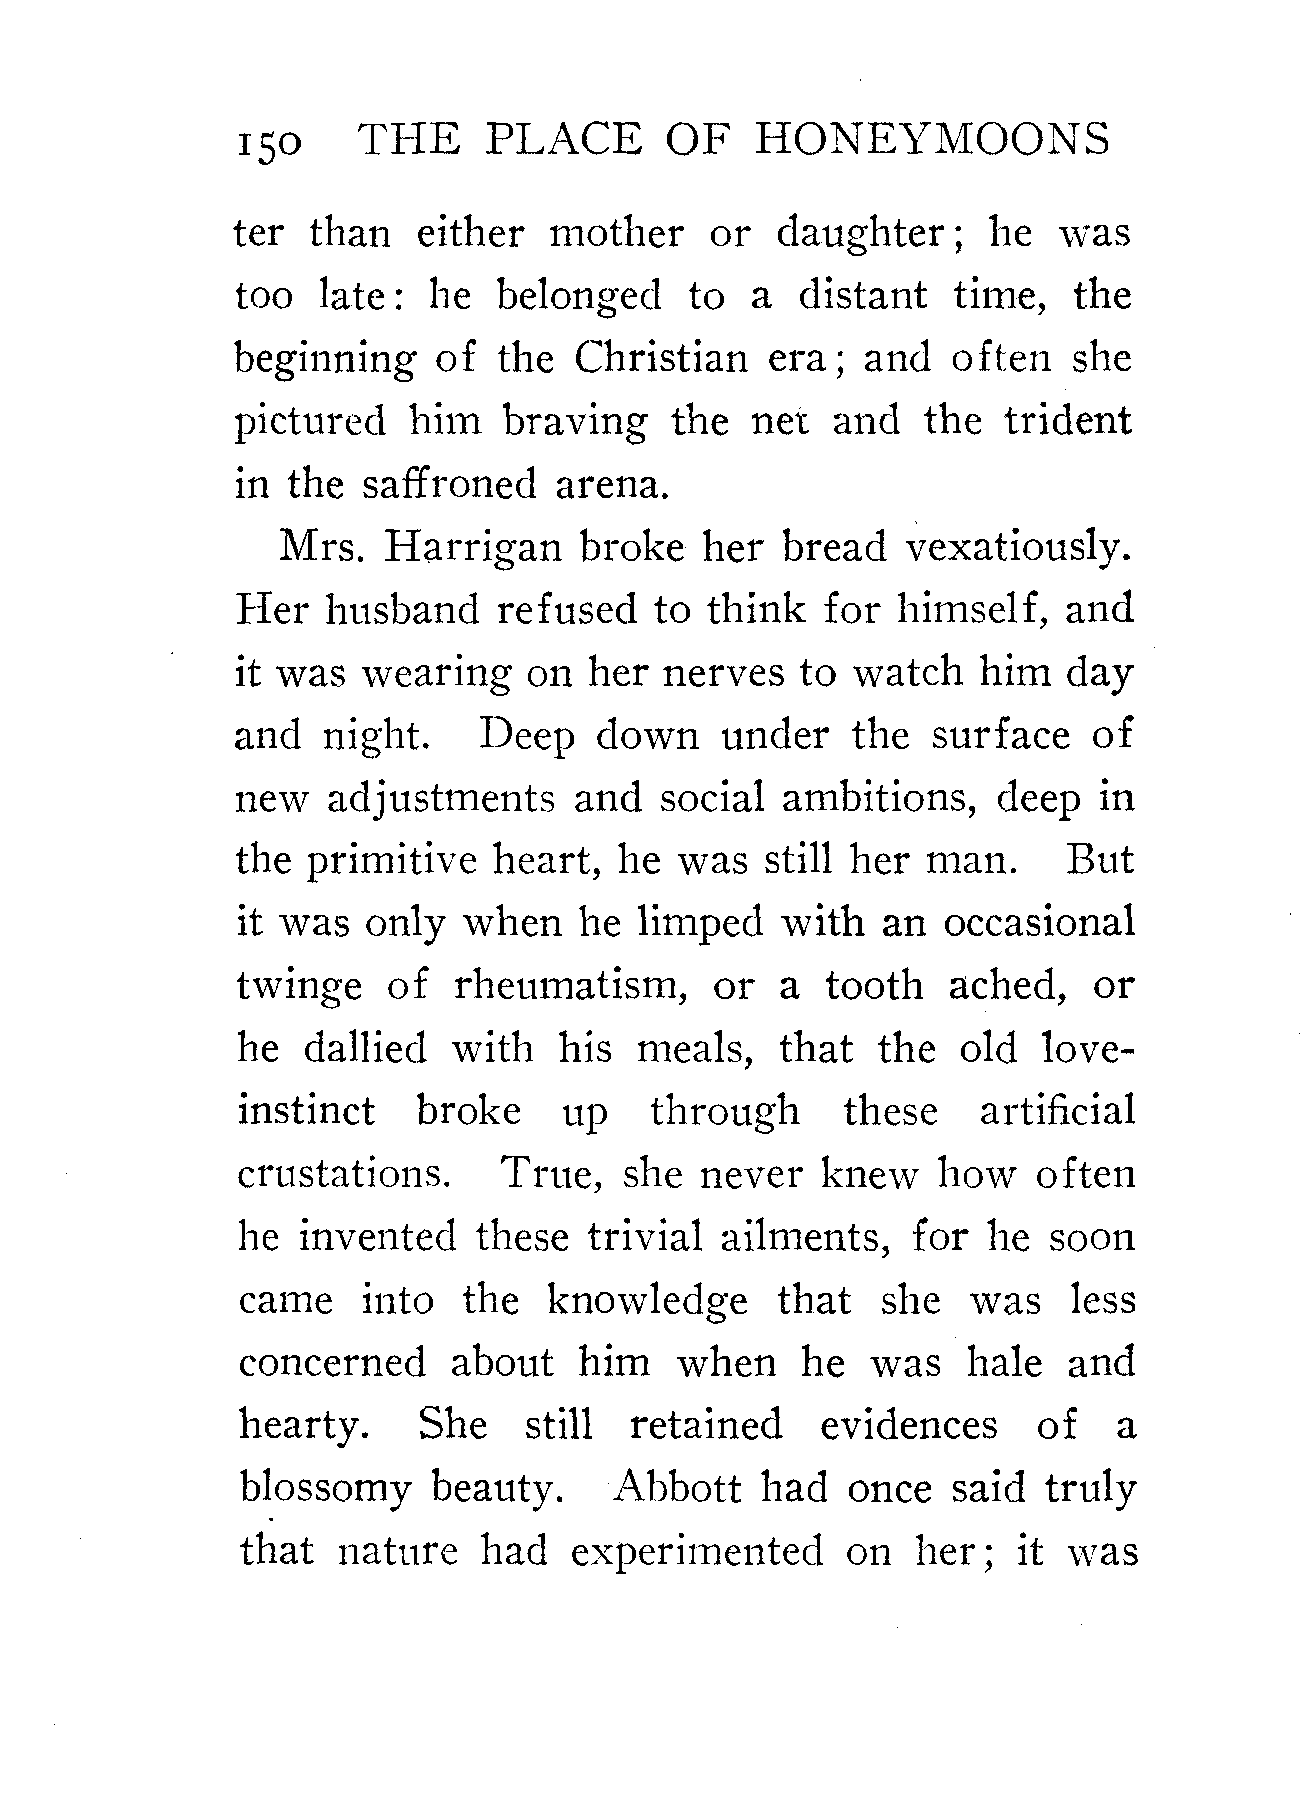 150 THE PLACE OF HONEYMOONS
ter than either mother or daughter; he was
too late: he belonged to a distant time, the
beginning of the Christian era; and often she
pictured him braving the net and the trident
in the saffroned arena.
Mrs. Harrigan broke her bread vexatiously.
Her husband refused to think for himself, and
it was wearing on her nerves to watch him day
and night. Deep down under the surface of
new adjustments and social ambitions, deep in
the primitive heart, he was still her man. But
it was only when he limped with an occasional
twinge of rheumatism, or a tooth ached, or
he dallied with his meals, that the old love-
instinct broke up through these artificial
crustations. True, she never knew how often
he invented these trivial ailments, for he soon
came into the knowledge that she was less
concerned about him when he was hale and
hearty. She still retained evidences of a
blossomy beauty. Abbott had once said truly
that nature had experimented on her; it was